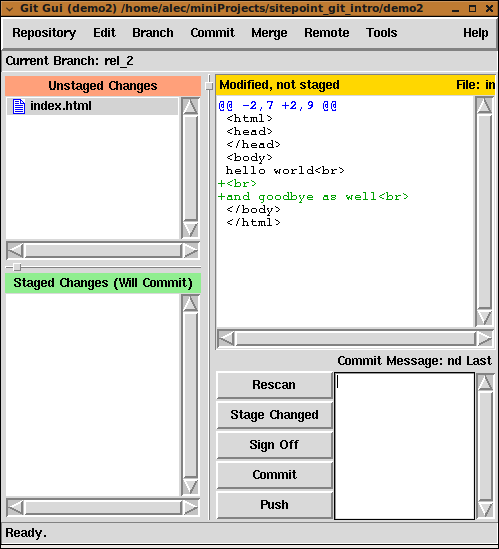 Git Gui (demo2) /home/alec/miniProjects/sitepoint_git_intro/demo2
Repository Edit Branch Commit Merge Remote Tools Help
Current Branch: rel_2
Unstaged Changes
index.html
Staged Changes (Will Commit)
Modified, not staged File: in
@@ -2,7 +2,9 @@
<html>
<head>
</head>
<body>
hello world<br>
+<br>
+and goodbye as well<br>
</body>
</html>
Commit Message: nd Last
Rescan
Stage Changed
Sign Off
Commit
Push
Ready.